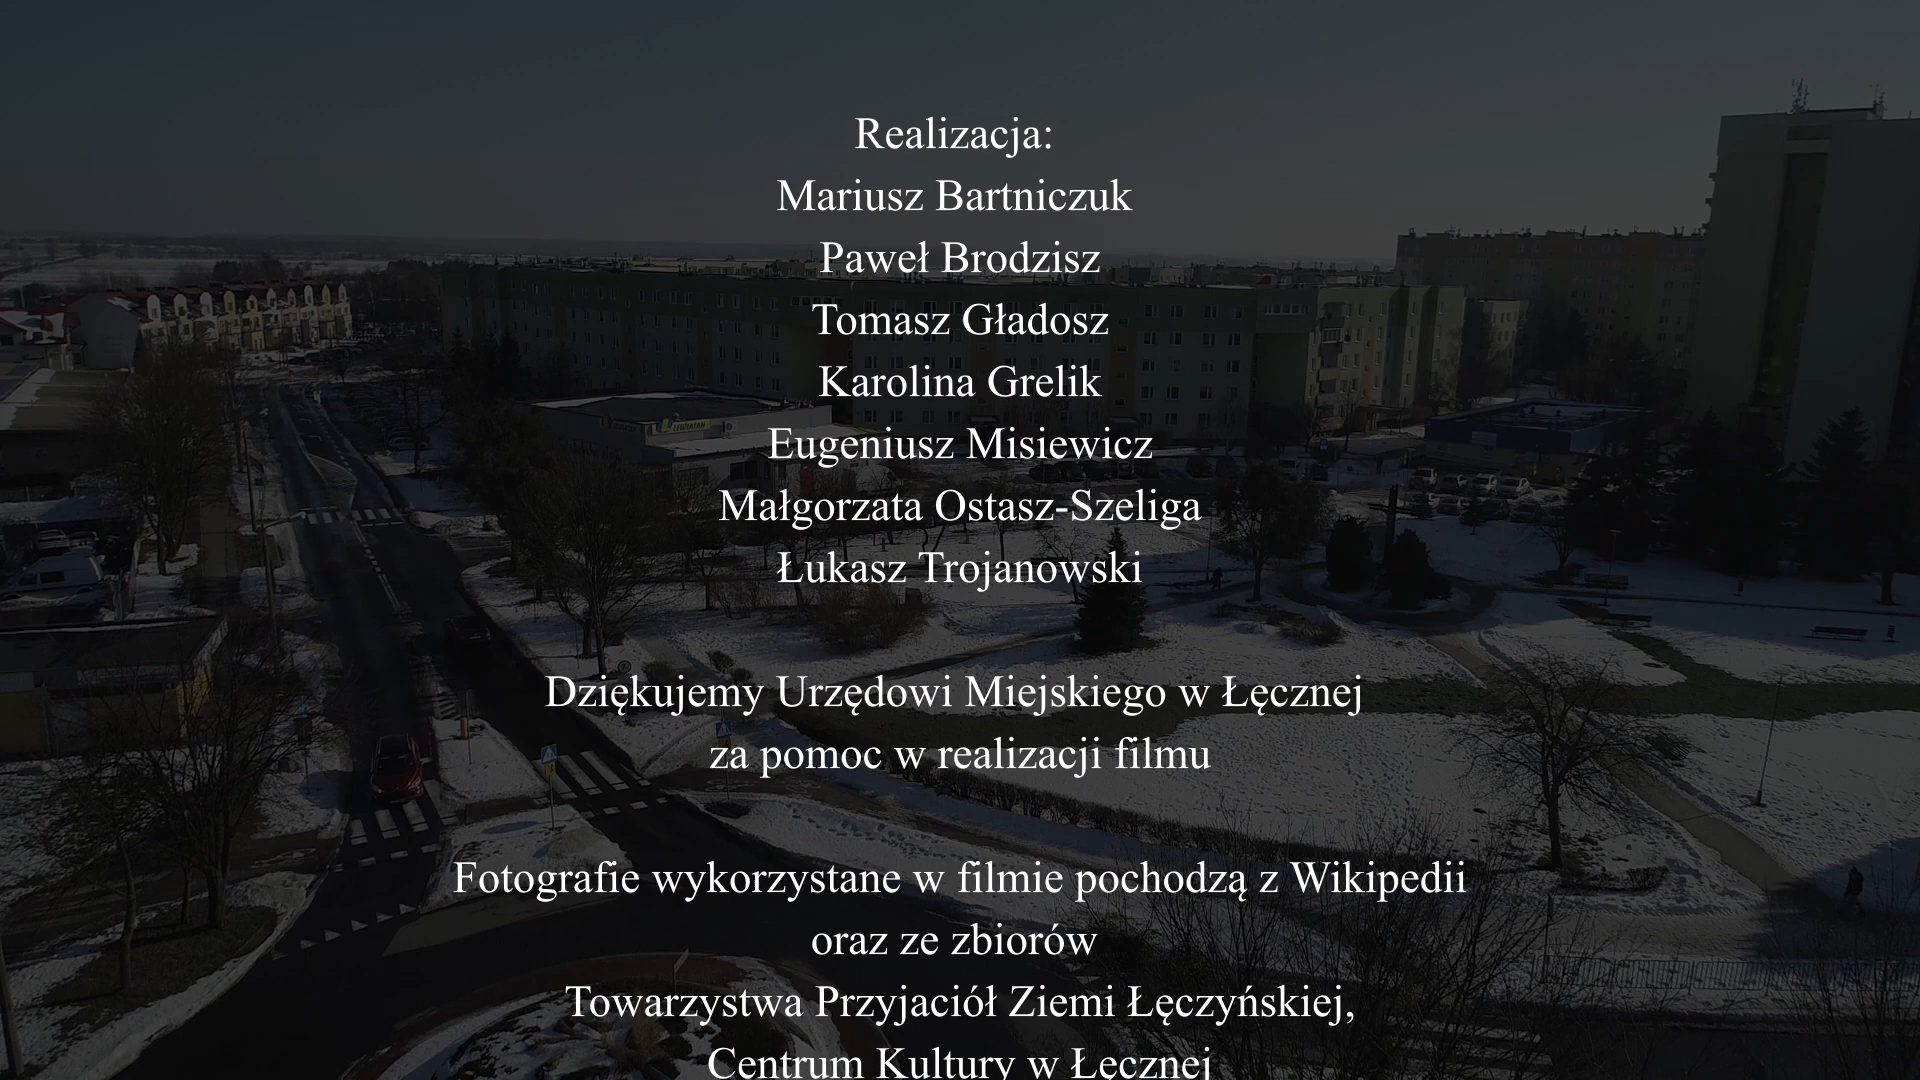 Realizacja:
Mariusz Bartniczuk
Paweł Brodzisz
Tomasz Gładosz
Karolina Grelik
Eugeniusz Misiewicz
Małgorzata Ostasz-Szeliga
Łukasz Trojanowski
Dziękujemy Urzędowi Miejskiego w Łęcznej
za pomoc w realizacji filmu
Fotografie wykorzystane w filmie pochodzą z Wikipedii
oraz ze zbiorów
Towarzystwa Przyjaciół Ziemi Łęczyńskiej,
Centrum Kultury w Łęcznej
LEWIATAN